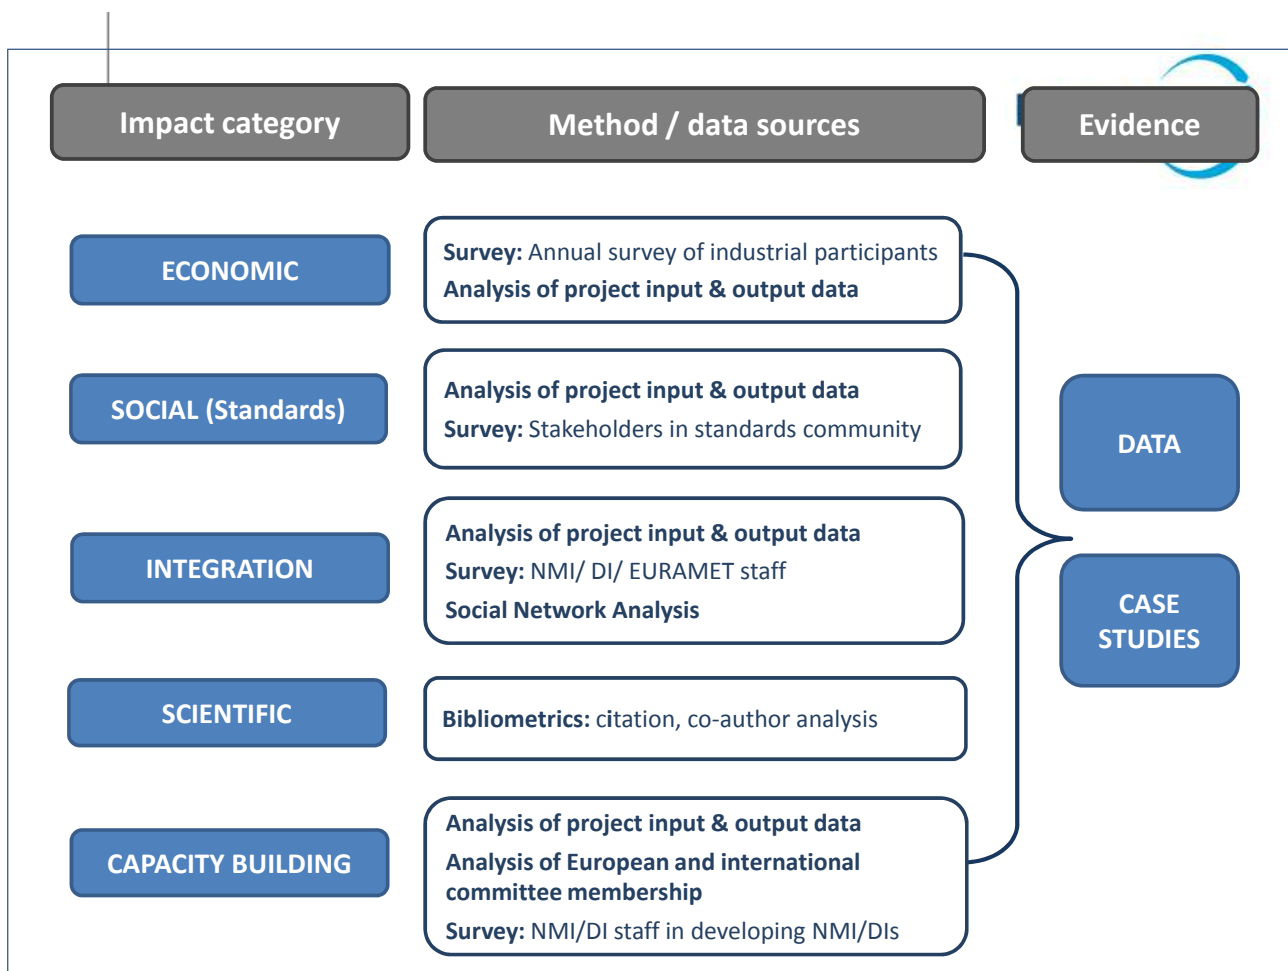 Impact category
Method / data sources
Evidence
ECONOMIC
Survey: Annual survey of industrial participants
Analysis of project input & output data
SOCIAL (Standards)
Analysis of project input & output data
Survey: Stakeholders in standards community
DATA
INTEGRATION
Analysis of project input & output data
Survey: NMI/ DI/ EURAMET staff
Social Network Analysis
CASE
STUDIES
SCIENTIFIC
Bibliometrics: citation, co-author analysis
CAPACITY BUILDING
Analysis of project input & output data
Analysis of European and international
committee membership
Survey: NMI/DI staff in developing NMI/DIs